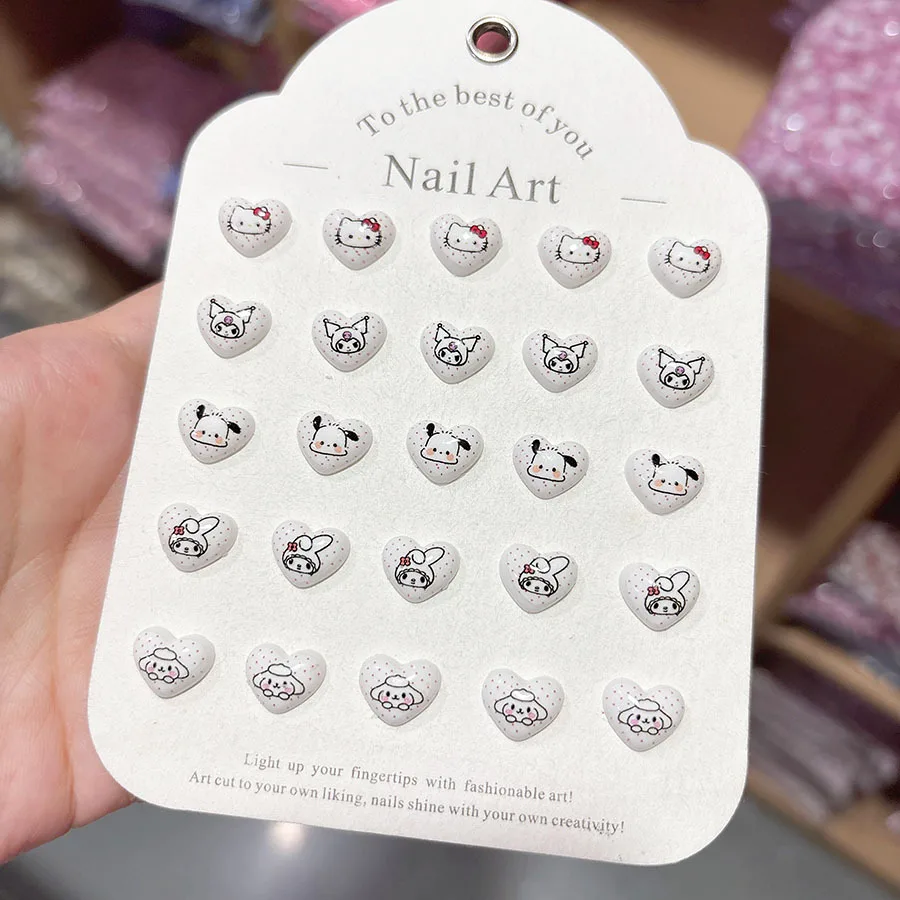 To the best of you
Nail Art
Light up your fingertips with fashionable art!
Art cut to your own liking, nails shine with your own creativity!